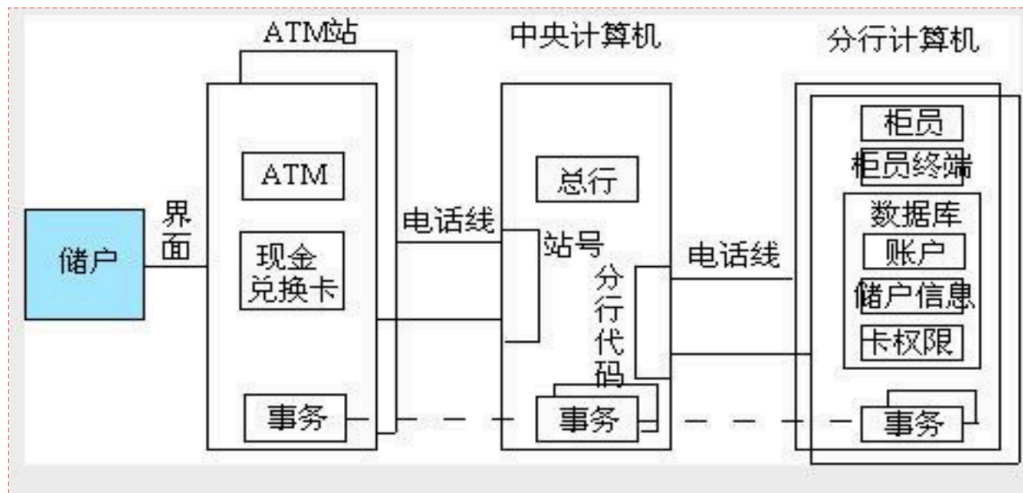 ATM站
中央计算机
分行计算机
储户
界面
ATM
现金
兑换卡
事务
电话线
总行
站号
分行代码
事务
电话线
柜员
柜员终端
数据库
账户
储户信息
卡权限
事务